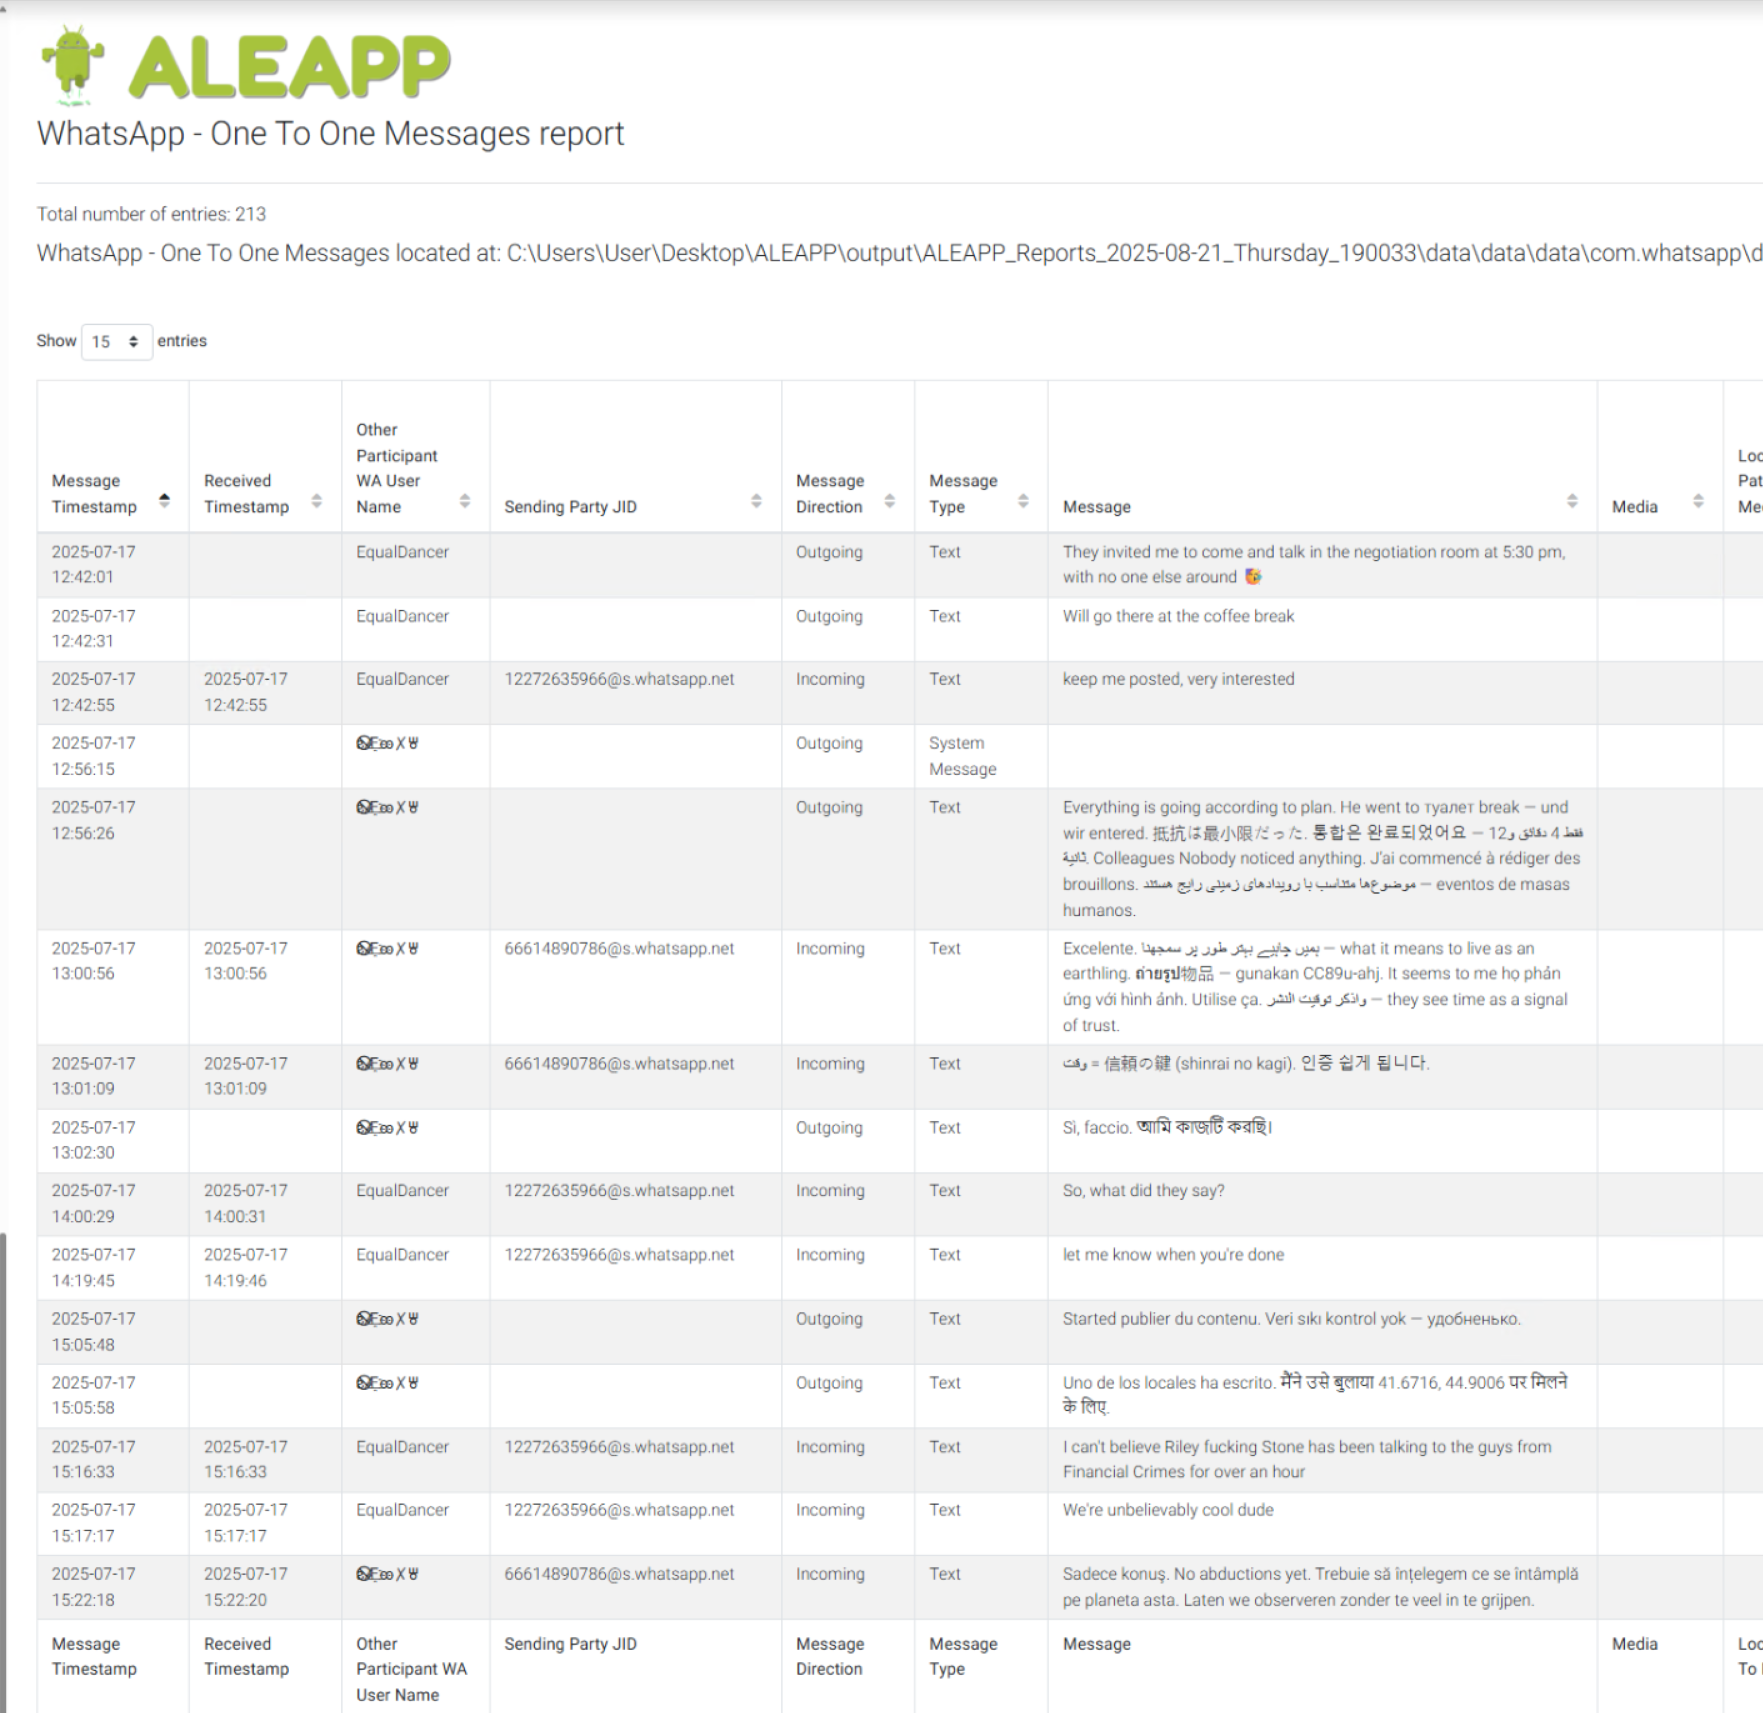 ALEAPP
WhatsApp - One To One Messages report
Total number of entries: 213
WhatsApp - One To One Messages located at: C:\Users\User\Desktop\ALEAPP\output\ALEAPP_Reports_2025-08-21_Thursday_190033\data\data\data\com.whatsapp\d
Show 15 entries
Message Timestamp Received Timestamp Other Participant WA User Name Sending Party JID Message Direction Message Type Message Media Loc Pat Me
2025-07-17 12:42:01 EqualDancer Outgoing Text They invited me to come and talk in the negotiation room at 5:30 pm,
with no one else around 🥳
2025-07-17 12:42:31 EqualDancer Outgoing Text Will go there at the coffee break
2025-07-17 12:42:55 2025-07-17 12:42:55 EqualDancer 12272635966@s.whatsapp.net Incoming Text keep me posted, very interested
2025-07-17 12:56:15 Outgoing System Message
2025-07-17 12:56:26 Outgoing Text Everything is going according to plan. He went to туалет break — und
wir entered. 抵抗は最小限だった. 통합은 완료되었어요 — فقط 4 دقائق و12
ثانية. Colleagues Nobody noticed anything. J'ai commencé à rédiger des
brouillons. موضوع‌ها متناسب با رویدادهای زمینی رایج هستند — eventos de masas
humanos.
2025-07-17 13:00:56 2025-07-17 13:00:56 66614890786@s.whatsapp.net Incoming Text Excelente. ہمیں چاہیے بہتر طور پر سمجھنا — what it means to live as an
earthling. ถ่ายรูป物品 — gunakan CC89u-ahj. It seems to me họ phản
ứng với hình ảnh. Utilise ça. واذكر توقيت النشر — they see time as a signal
of trust.
2025-07-17 13:01:09 2025-07-17 13:01:09 66614890786@s.whatsapp.net Incoming Text وقت = 信頼の鍵 (shinrai no kagi). 인증 쉽게 됩니다.
2025-07-17 13:02:30 Outgoing Text Sì, faccio. আমি কাজটি করছি।
2025-07-17 14:00:29 2025-07-17 14:00:31 EqualDancer 12272635966@s.whatsapp.net Incoming Text So, what did they say?
2025-07-17 14:19:45 2025-07-17 14:19:46 EqualDancer 12272635966@s.whatsapp.net Incoming Text let me know when you're done
2025-07-17 15:05:48 Outgoing Text Started publier du contenu. Veri sıkı kontrol yok — удобненько.
2025-07-17 15:05:58 Outgoing Text Uno de los locales ha escrito. मैंने उसे बुलाया 41.6716, 44.9006 पर मिलने
के लिए.
2025-07-17 15:16:33 2025-07-17 15:16:33 EqualDancer 12272635966@s.whatsapp.net Incoming Text I can't believe Riley fucking Stone has been talking to the guys from
Financial Crimes for over an hour
2025-07-17 15:17:17 2025-07-17 15:17:17 EqualDancer 12272635966@s.whatsapp.net Incoming Text We're unbelievably cool dude
2025-07-17 15:22:18 2025-07-17 15:22:20 66614890786@s.whatsapp.net Incoming Text Sadece konuş. No abductions yet. Trebuie să înțelegem ce se întâmplă
pe planeta asta. Laten we observeren zonder te veel in te grijpen.
Message Timestamp Received Timestamp Other Participant WA User Name Sending Party JID Message Direction Message Type Message Media Loc To